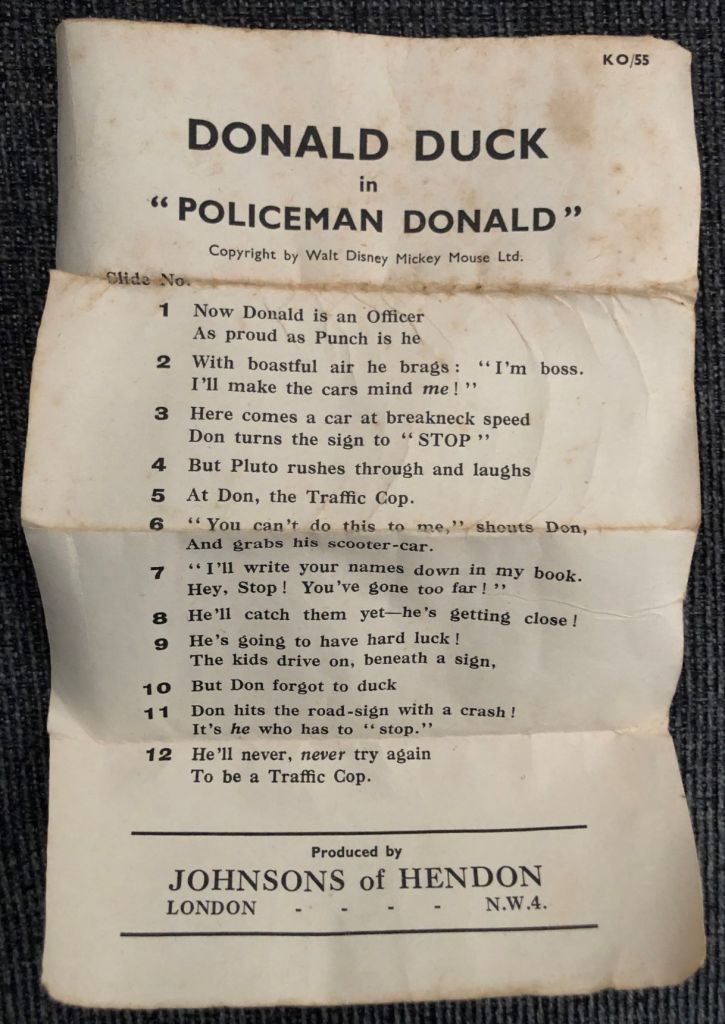 KO/55
DONALD DUCK
in
“POLICEMAN DONALD”
Copyright by Walt Disney Mickey Mouse Ltd.
Slide No.
1 Now Donald is an Officer
As proud as Punch is he
2 With boastful air he brags: “I'm boss.
I'll make the cars mind me!”
3 Here comes a car at breakneck speed
Don turns the sign to “STOP”
4 But Pluto rushes through and laughs
5 At Don, the Traffic Cop.
6 “You can't do this to me,” shouts Don,
And grabs his scooter-car.
7 “I'll write your names down in my book.
Hey, Stop! You've gone too far!”
8 He'll catch them yet—he's getting close!
9 He's going to have hard luck!
The kids drive on, beneath a sign,
10 But Don forgot to duck
11 Don hits the road-sign with a crash!
It's he who has to “stop.”
12 He'll never, never try again
To be a Traffic Cop.
Produced by
JOHNSONS of HENDON
LONDON - - - - N.W.4.